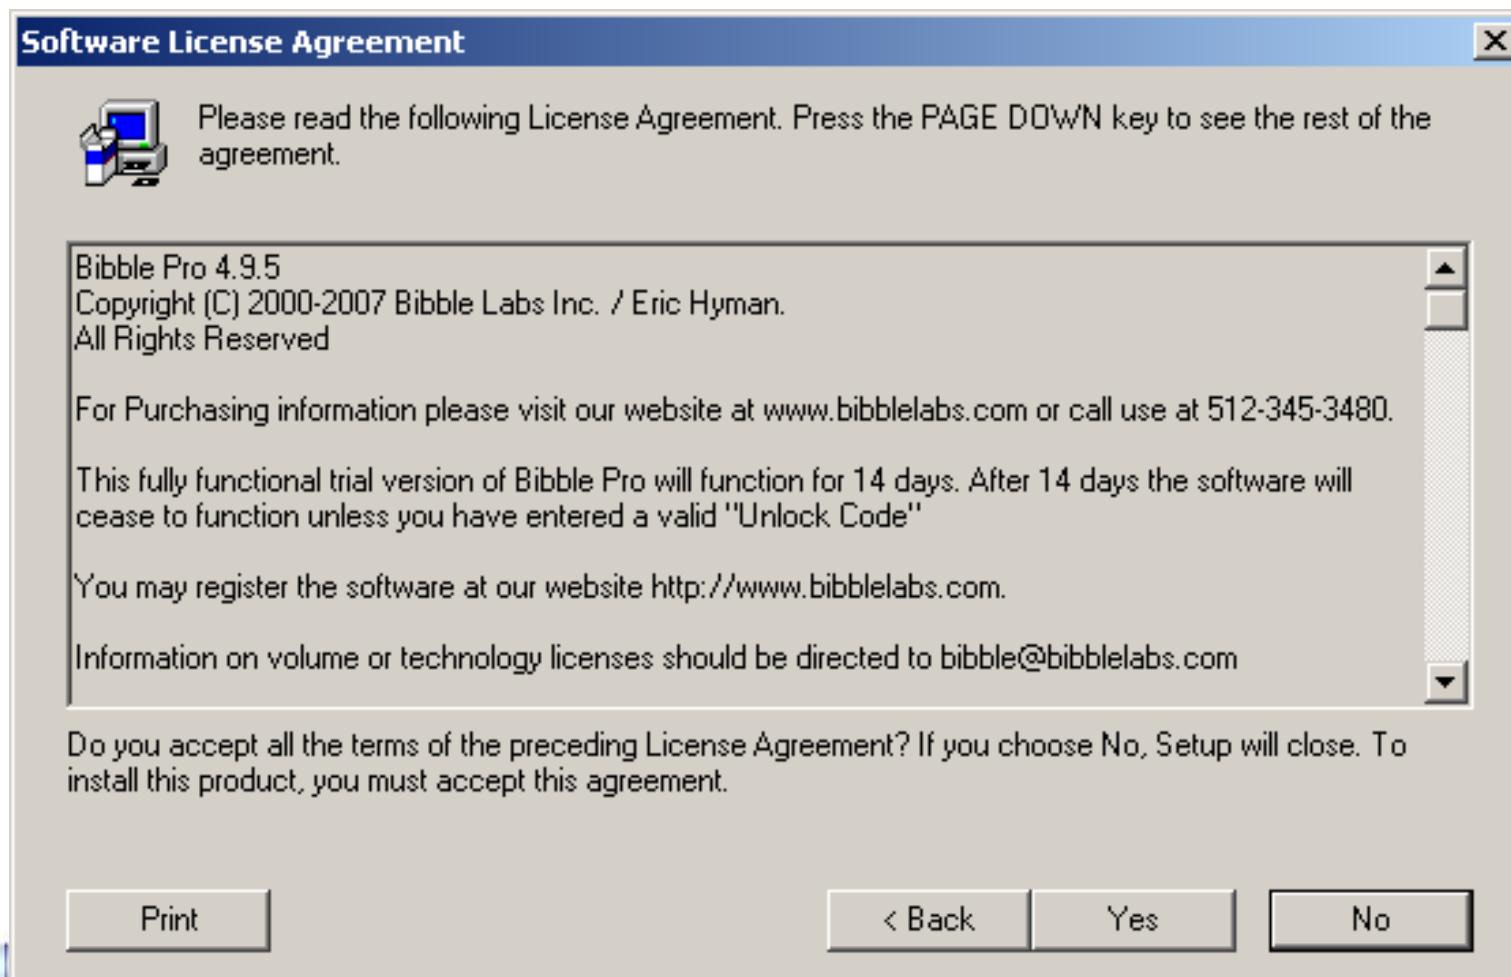 Software License Agreement
Please read the following License Agreement. Press the PAGE DOWN key to see the rest of the
agreement.
Bibble Pro 4.9.5
Copyright (C) 2000-2007 Bibble Labs Inc. / Eric Hyman.
All Rights Reserved
For Purchasing information please visit our website at www.bibblelabs.com or call use at 512-345-3480.
This fully functional trial version of Bibble Pro will function for 14 days. After 14 days the software will
cease to function unless you have entered a valid "Unlock Code"
You may register the software at our website http://www.bibblelabs.com.
Information on volume or technology licenses should be directed to bibble@bibblelabs.com
Do you accept all the terms of the preceding License Agreement? If you choose No, Setup will close. To
install this product, you must accept this agreement.
Print
< Back
Yes
No